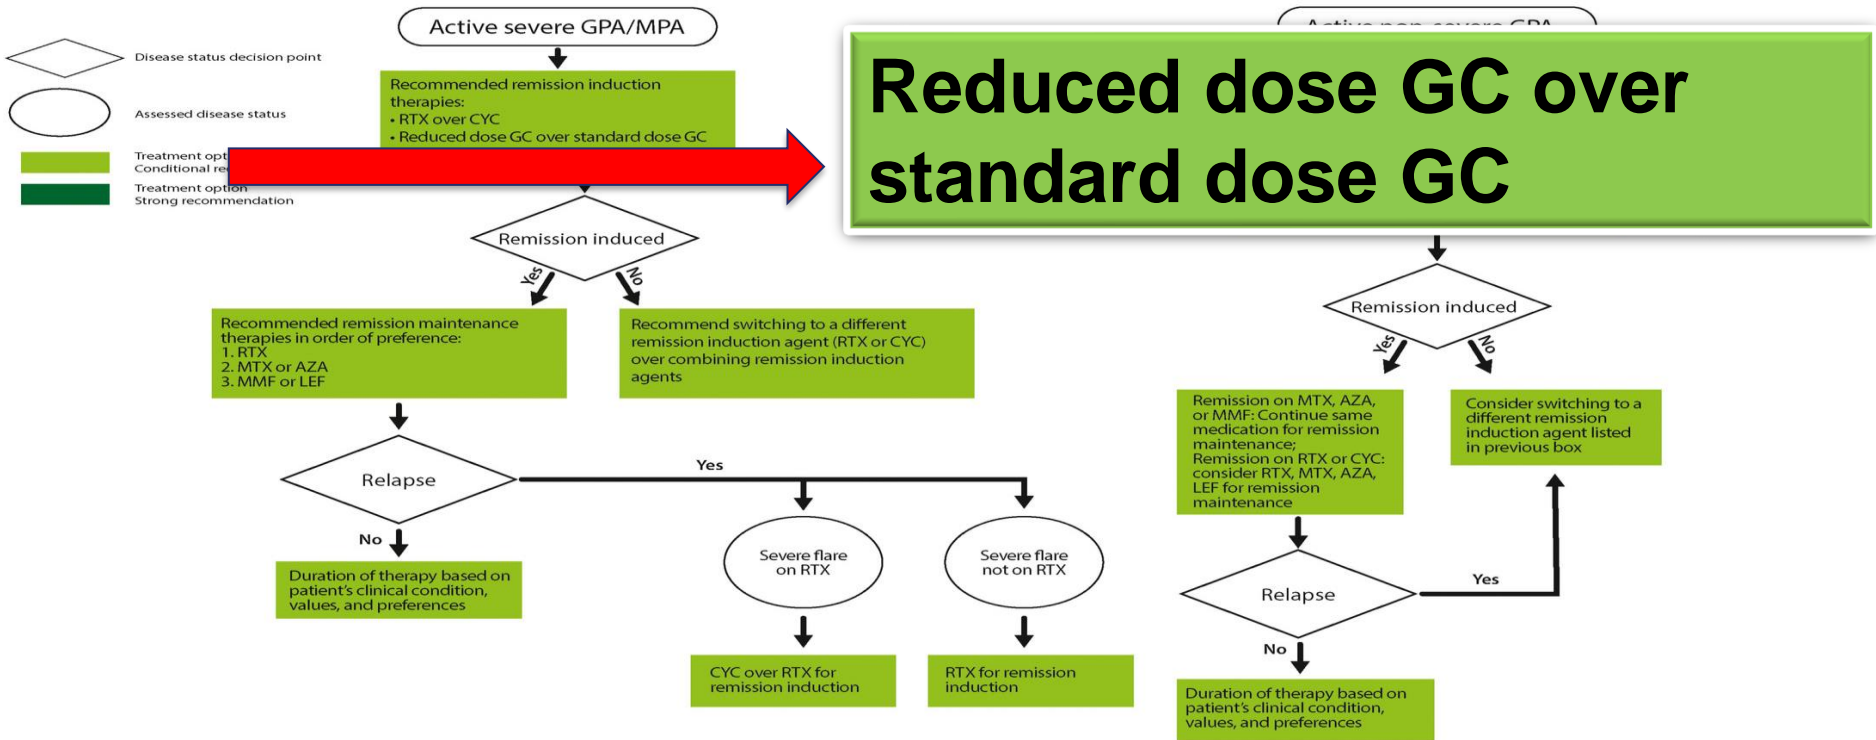 Active severe GPA/MPA
Disease status decision point
Assessed disease status
Treatment
Conditional
Treatment option
Strong recommendation
Recommended remission induction
therapies:
• RTX over CYC
• Reduced dose GC over standard dose GC
Reduced dose GC over
standard dose GC
Remission induced
Yes
No
Recommended remission maintenance
therapies in order of preference:
1. RTX
2. MTX or AZA
3. MMF or LEF
Recommend switching to a different
remission induction agent (RTX or CYC)
over combining remission induction
agents
Relapse
Yes
No
Duration of therapy based on
patient's clinical condition,
values, and preferences
Severe flare
on RTX
Severe flare
not on RTX
CYC over RTX for
remission induction
RTX for remission
induction
Remission induced
Yes
No
Remission on MTX, AZA,
or MMF: Continue same
medication for remission
maintenance;
Remission on RTX or CYC:
consider RTX, MTX, AZA,
LEF for remission
maintenance
Consider switching to a
different remission
induction agent listed
in previous box
Relapse
Yes
No
Duration of therapy based on
patient's clinical condition,
values, and preferences